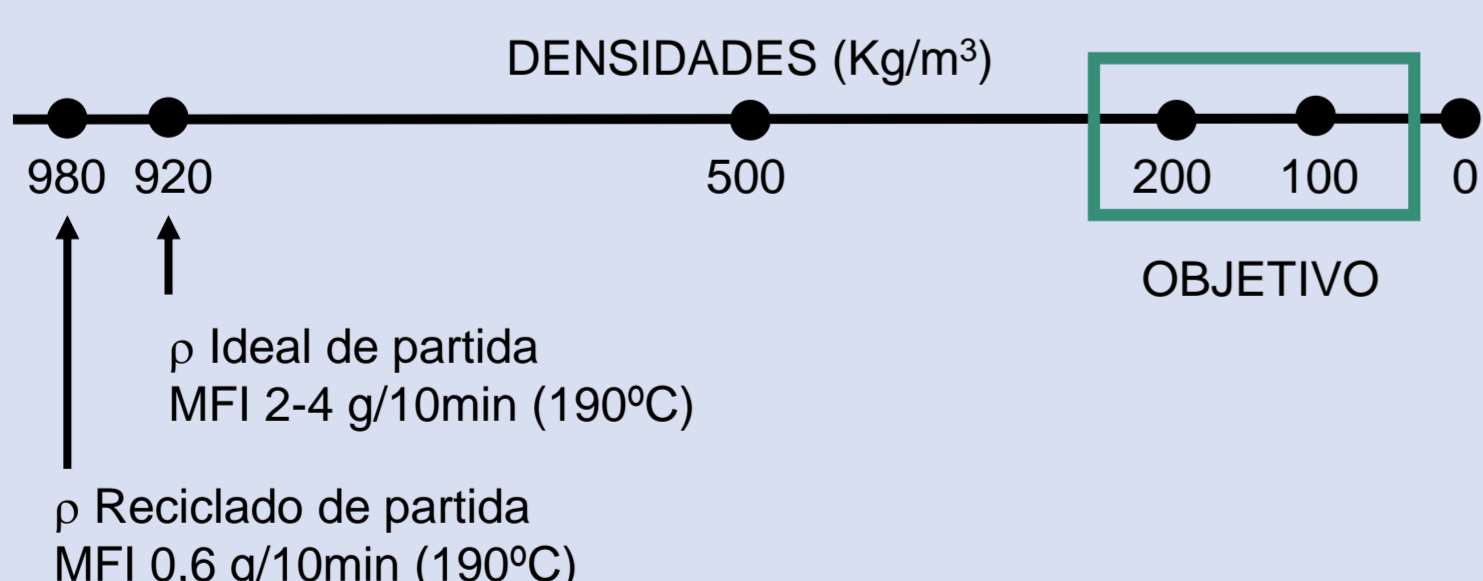 DENSIDADES (Kg/m³)
980 920 500 200 100 0
OBJETIVO
ρ Ideal de partida
MFI 2-4 g/10min (190ºC)
ρ Reciclado de partida
MFI 0.6 g/10min (190ºC)